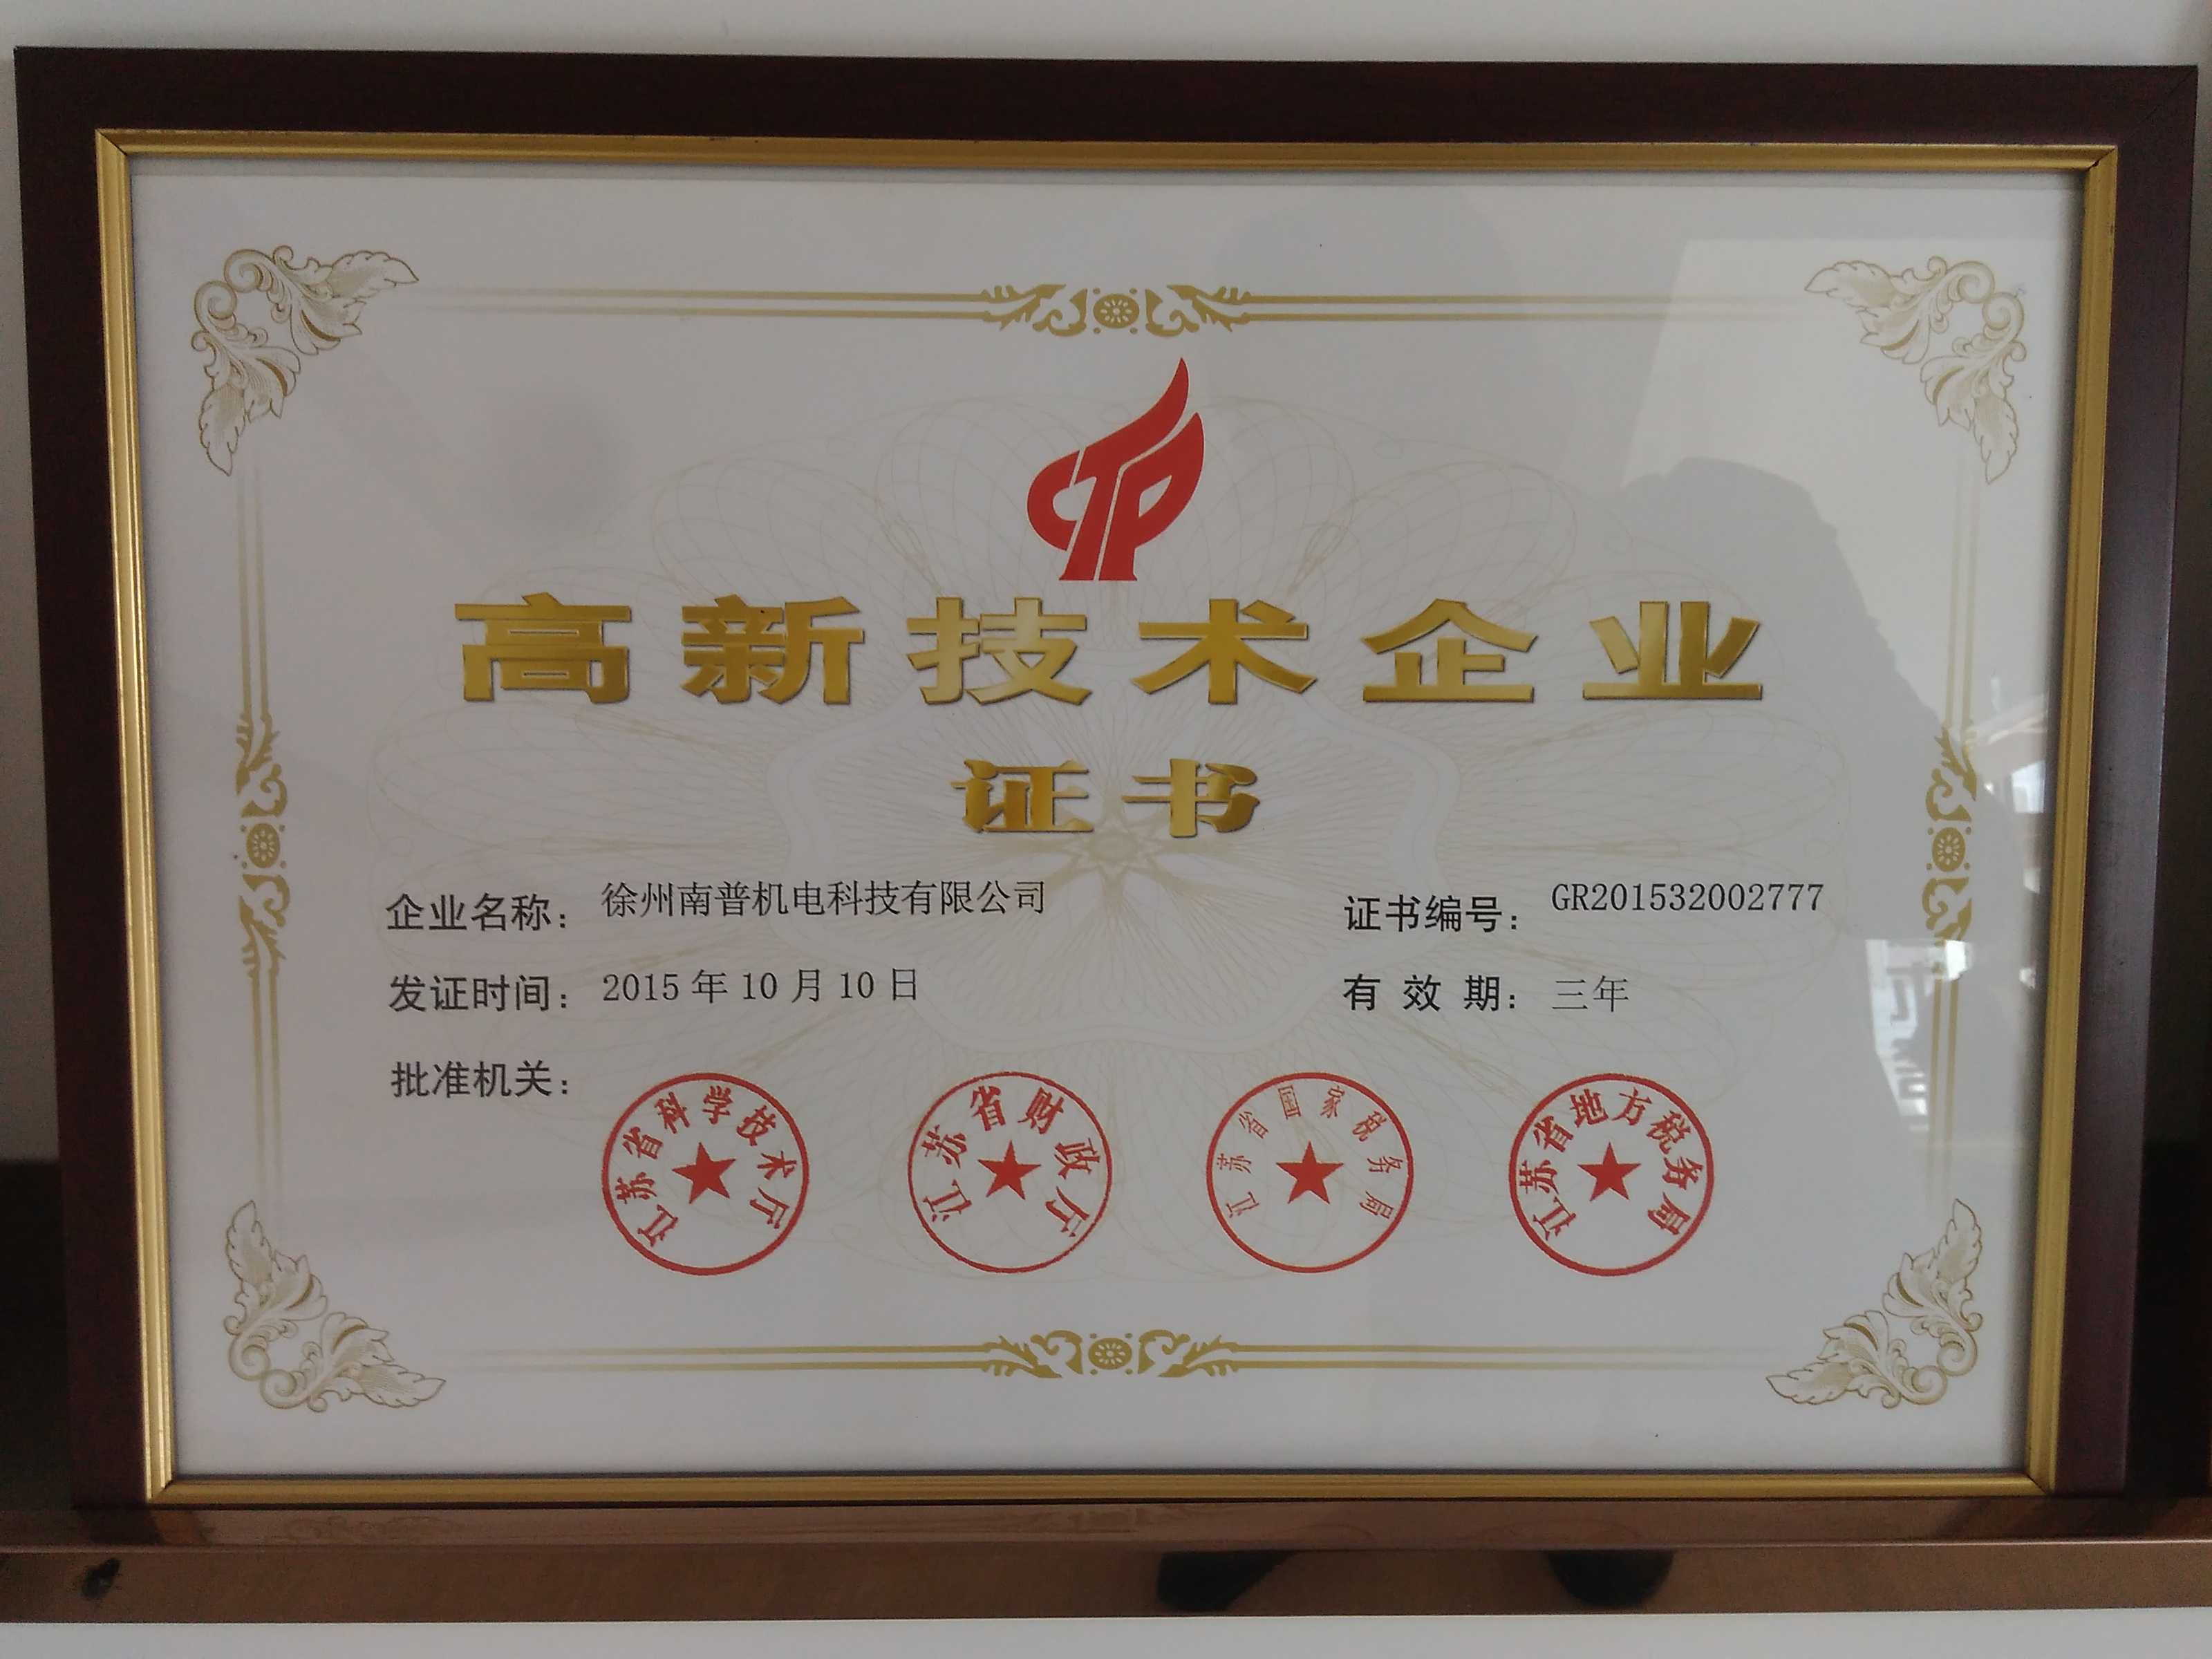 高新技术企业
证书
企业名称：徐州南普机电科技有限公司
证书编号：GR201532002777
发证时间：2015年10月10日
有效期：三年
批准机关：
江苏省科学技术厅
江苏省财政厅
江苏省国家税务局
江苏省地方税务局